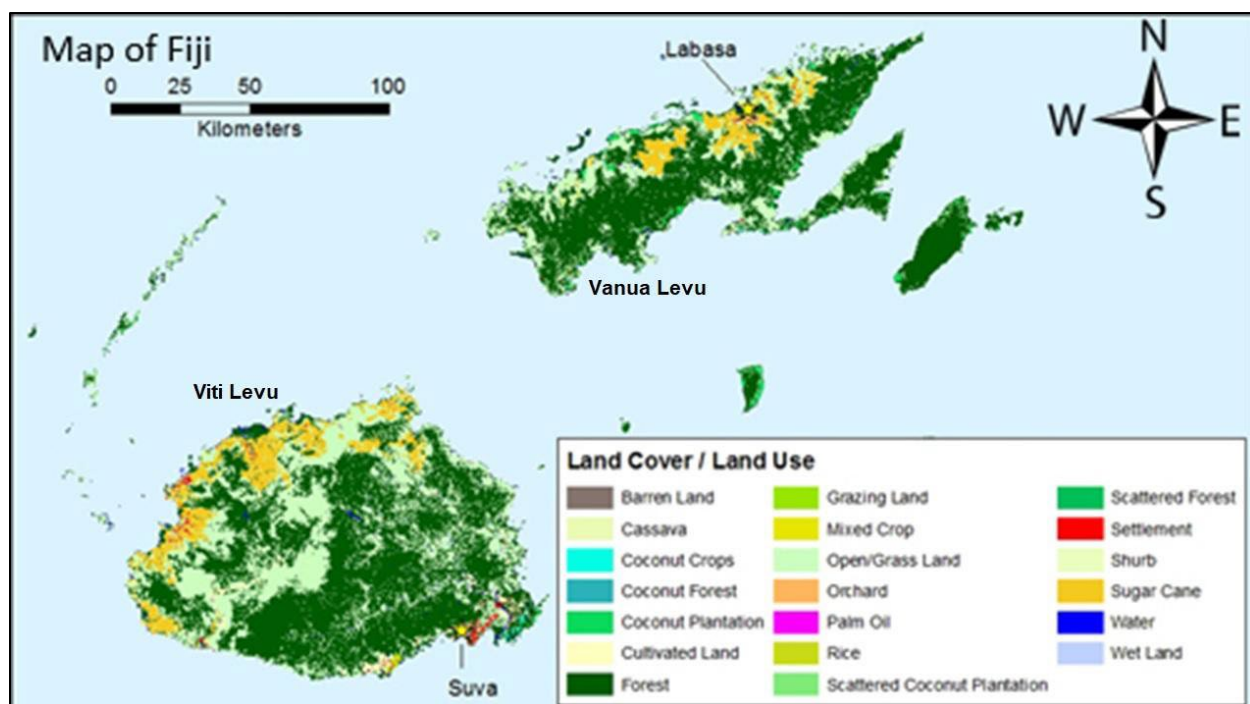 Map of Fiji
0 25 50 100
Kilometers
,Labasa
N
W E
S
Vanua Levu
Viti Levu
Suva
Land Cover / Land Use
Barren Land
Cassava
Coconut Crops
Coconut Forest
Coconut Plantation
Cultivated Land
Forest
Grazing Land
Mixed Crop
Open/Grass Land
Orchard
Palm Oil
Rice
Scattered Coconut Plantation
Scattered Forest
Settlement
Shurb
Sugar Cane
Water
Wet Land